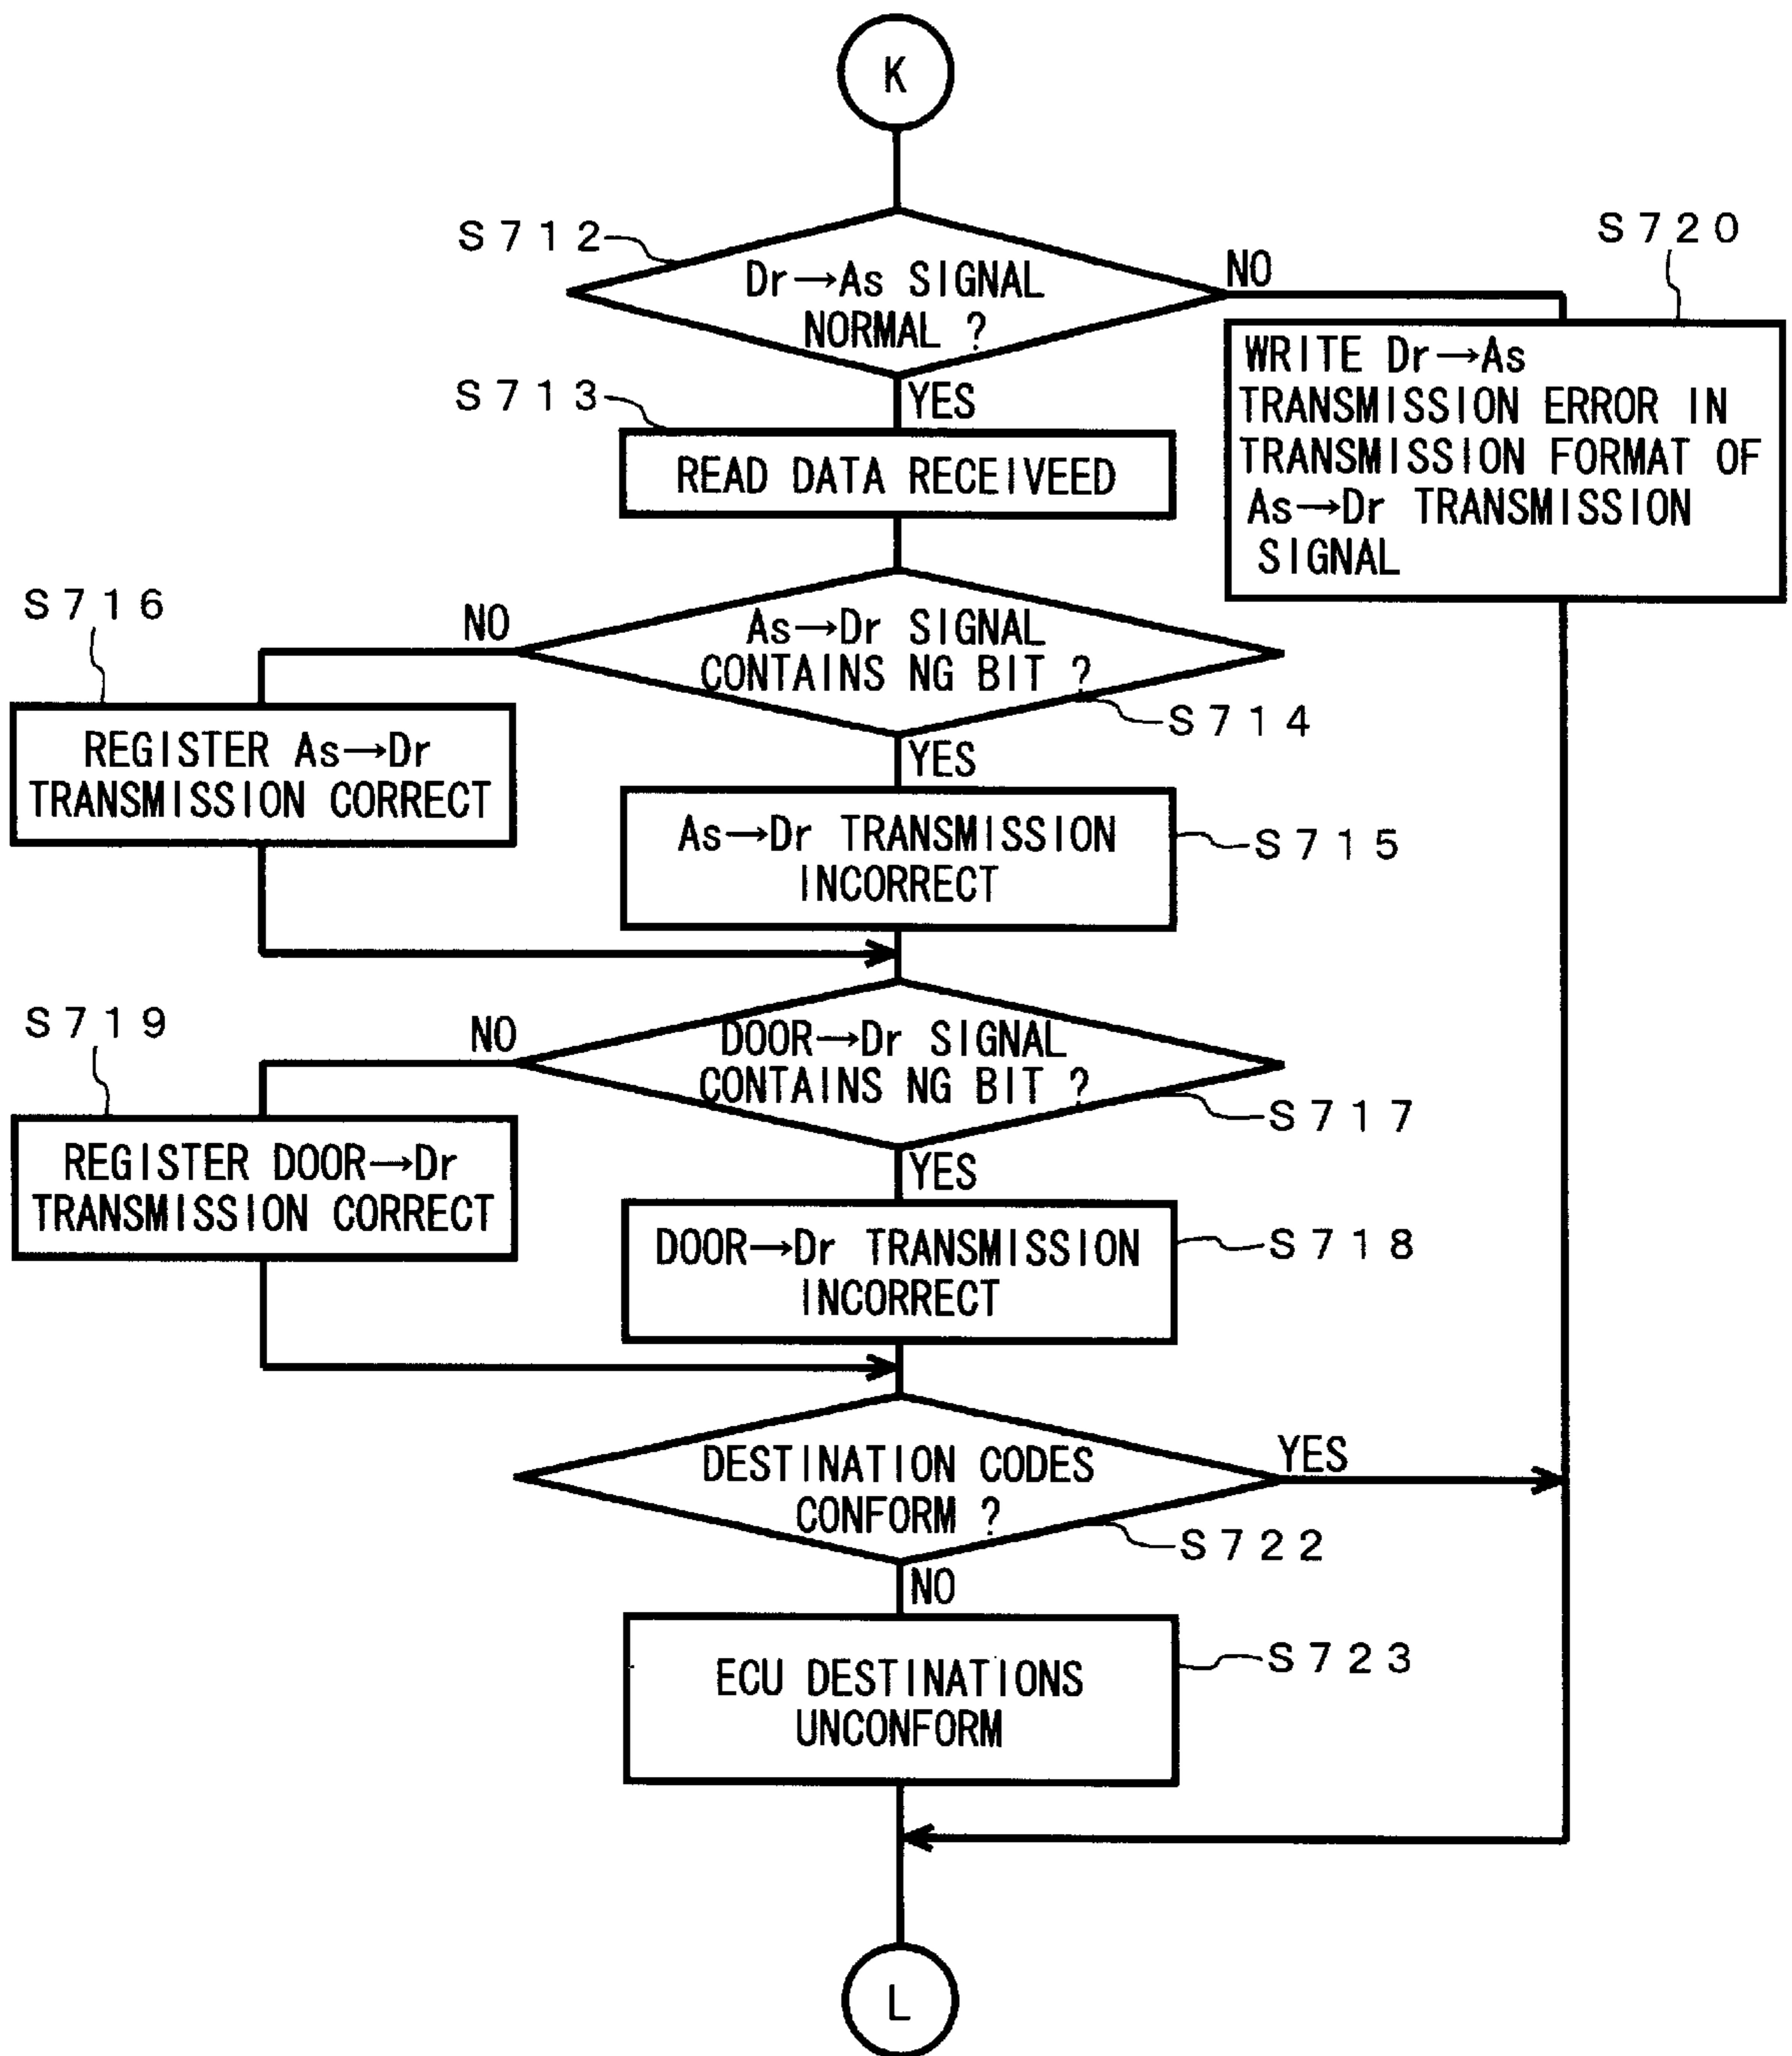 K
S712
Dr→As SIGNAL
NORMAL ?
NO
S720
WRITE Dr→As
TRANSMISSION ERROR IN
TRANSMISSION FORMAT OF
As→Dr TRANSMISSION
SIGNAL
YES
S713
READ DATA RECEIVEED
S716
NO
As→Dr SIGNAL
CONTAINS NG BIT ?
S714
REGISTER As→Dr
TRANSMISSION CORRECT
YES
As→Dr TRANSMISSION
INCORRECT
S715
S719
NO
DOOR→Dr SIGNAL
CONTAINS NG BIT ?
S717
REGISTER DOOR→Dr
TRANSMISSION CORRECT
YES
DOOR→Dr TRANSMISSION
INCORRECT
S718
DESTINATION CODES
CONFORM ?
YES
S722
NO
ECU DESTINATIONS
UNCONFORM
S723
L